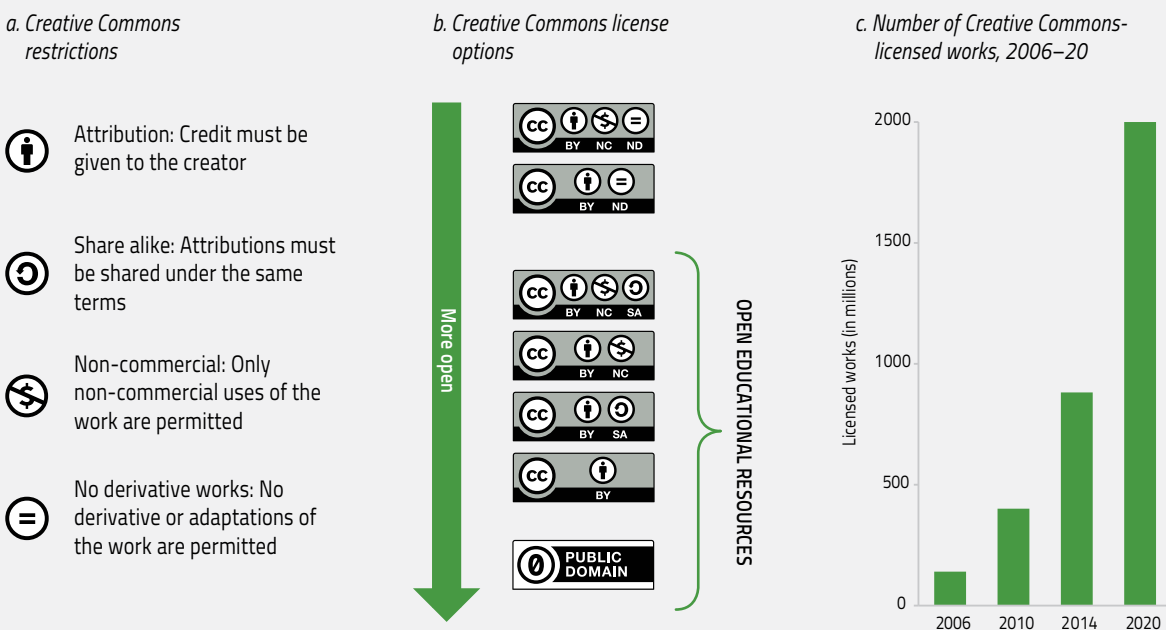 a. Creative Commons
restrictions
Attribution: Credit must be
given to the creator
Share alike: Attributions must
be shared under the same
terms
Non-commercial: Only
non-commercial uses of the
work are permitted
No derivative works: No
derivative or adaptations of
the work are permitted
b. Creative Commons license
options
More open
CC
BY NC ND
CC
BY ND
CC
BY NC SA
CC
BY NC
CC
BY SA
CC
BY
0 PUBLIC
DOMAIN
OPEN EDUCATIONAL RESOURCES
c. Number of Creative Commons-
licensed works, 2006–20
Licensed works (in millions)
2000
1500
1000
500
0
2006 2010 2014 2020